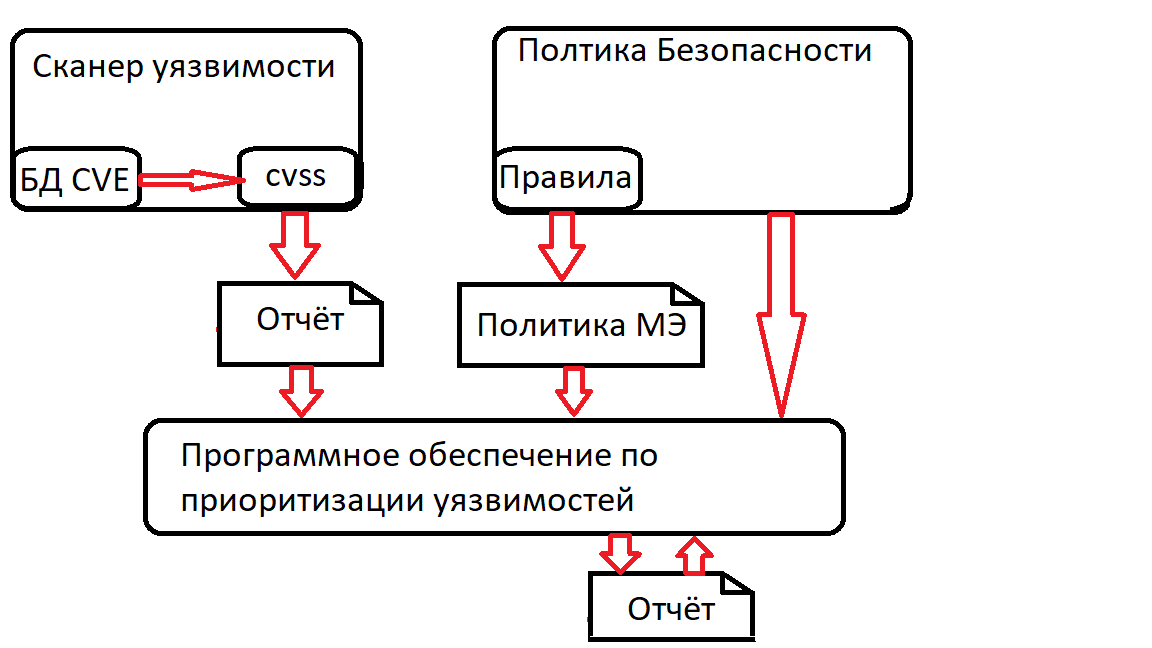 Сканер уязвимости
БД CVE
cvss
Полтика Безопасности
Правила
Отчёт
Политика МЭ
Программное обеспечение по
приоритизации уязвимостей
Отчёт